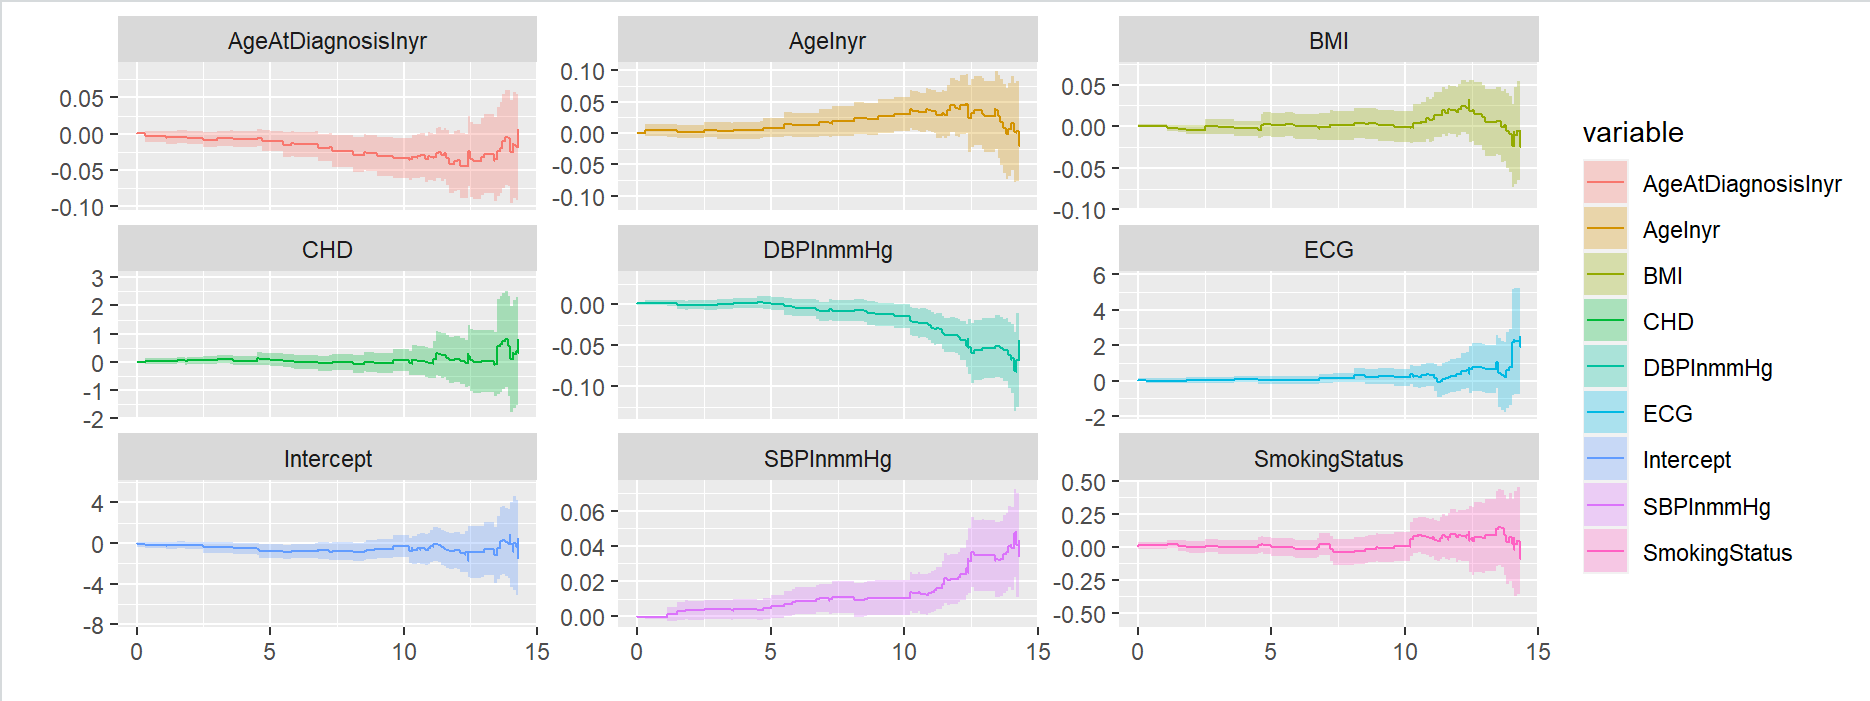 AgeAtDiagnosisInyr
AgeInyr
BMI
0.05
0.00
-0.05
-0.10
0.10
0.05
0.00
-0.05
-0.10
0.05
0.00
-0.05
-0.10
CHD
DBPInmmHg
ECG
3
2
1
0
-1
-2
0.00
-0.05
-0.10
6
4
2
0
-2
Intercept
SBPInmmHg
SmokingStatus
4
0
-4
-8
0.06
0.04
0.02
0.00
0.50
0.25
0.00
-0.25
-0.50
0 5 10 15
0 5 10 15
0 5 10 15
variable
AgeAtDiagnosisInyr
AgeInyr
BMI
CHD
DBPInmmHg
ECG
Intercept
SBPInmmHg
SmokingStatus